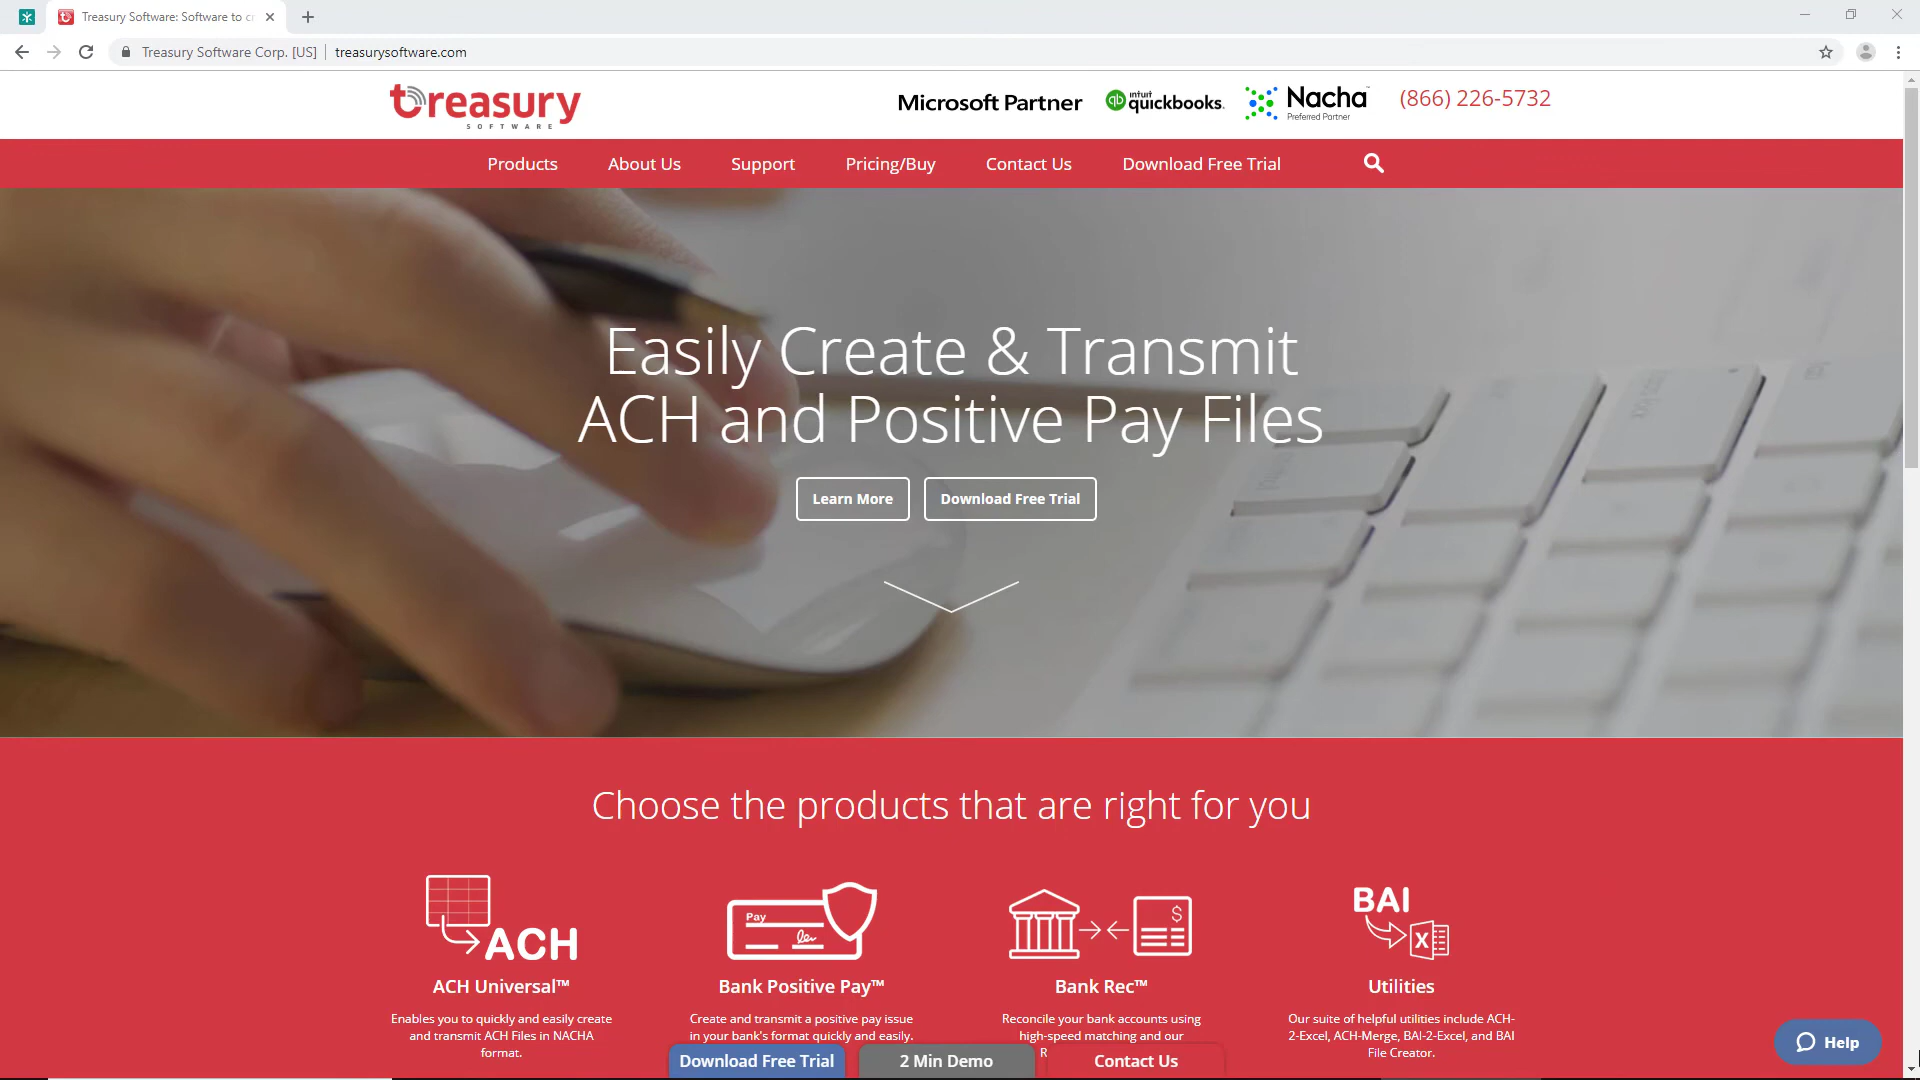 Treasury Software: Software to c
Treasury Software Corp. [US] | treasurysoftware.com
treasury
SOFTWARE
Microsoft Partner
intuit
qb quickbooks.
Nacha
Preferred Partner
(866) 226-5732
Products About Us Support Pricing/Buy Contact Us Download Free Trial
Easily Create & Transmit
ACH and Positive Pay Files
Learn More Download Free Trial
Choose the products that are right for you
ACH
ACH Universal™
Enables you to quickly and easily create
and transmit ACH Files in NACHA
format.
Pay
Bank Positive Pay™
Create and transmit a positive pay issue
in your bank's format quickly and easily.
$
Bank Rec™
Reconcile your bank accounts using
high-speed matching and our
R
BAI
X
Utilities
Our suite of helpful utilities include ACH-
2-Excel, ACH-Merge, BAI-2-Excel, and BAI
File Creator.
Download Free Trial 2 Min Demo Contact Us
Help